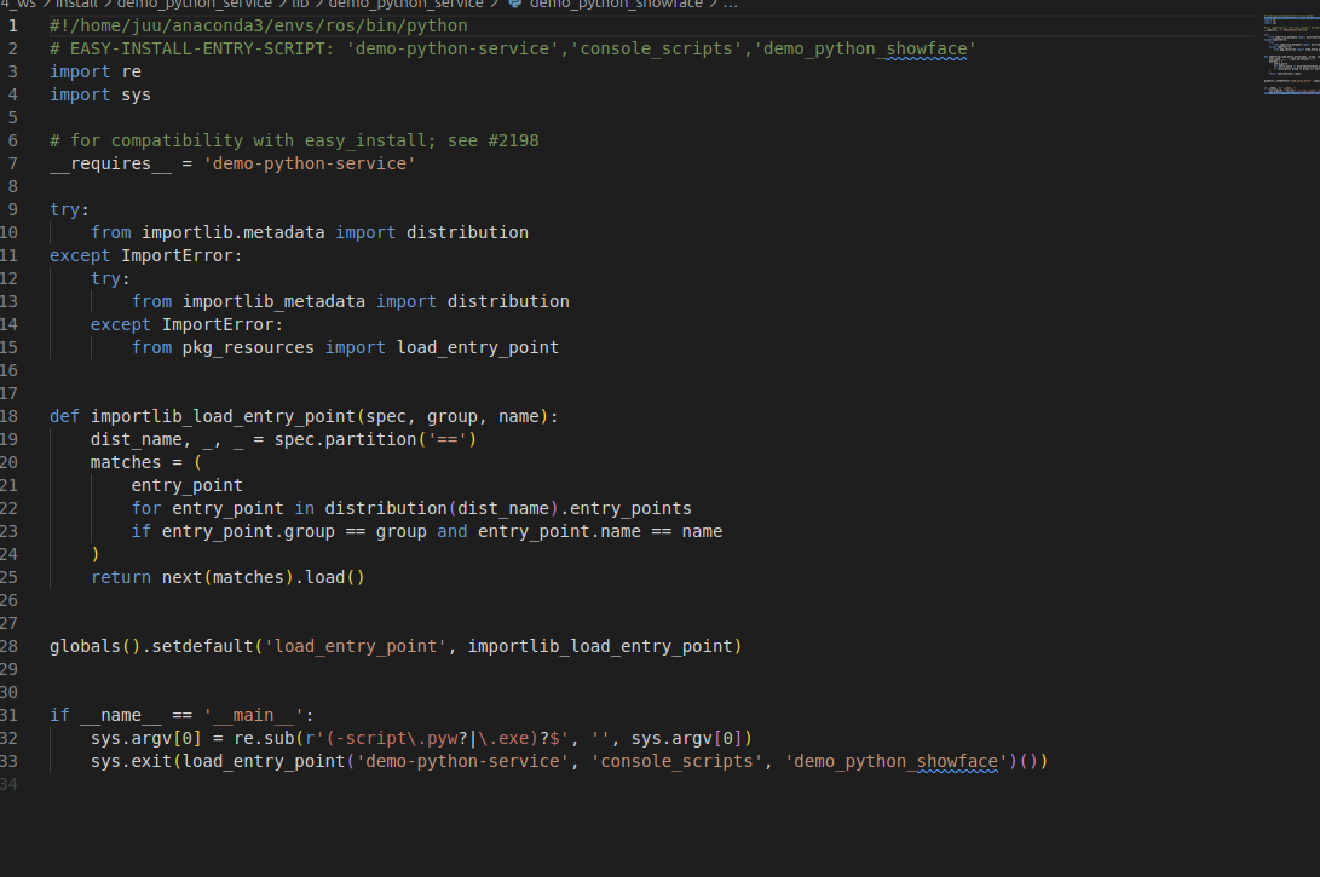 4_ws > install > demo_python_service > lib > demo_python_service > demo_python_showface > ...
1 #!/home/juu/anaconda3/envs/ros/bin/python
2 # EASY-INSTALL-ENTRY-SCRIPT: 'demo-python-service','console_scripts','demo_python_showface'
3 import re
4 import sys
5
6 # for compatibility with easy_install; see #2198
7 __requires__ = 'demo-python-service'
8
9 try:
10     from importlib.metadata import distribution
11 except ImportError:
12     try:
13         from importlib_metadata import distribution
14     except ImportError:
15         from pkg_resources import load_entry_point
16
17
18 def importlib_load_entry_point(spec, group, name):
19     dist_name, _, _ = spec.partition('==')
20     matches = (
21         entry_point
22         for entry_point in distribution(dist_name).entry_points
23         if entry_point.group == group and entry_point.name == name
24     )
25     return next(matches).load()
26
27
28 globals().setdefault('load_entry_point', importlib_load_entry_point)
29
30
31 if __name__ == '__main__':
32     sys.argv[0] = re.sub(r'(-script\.pyw?|\.exe)?$', '', sys.argv[0])
33     sys.exit(load_entry_point('demo-python-service', 'console_scripts', 'demo_python_showface')())
34